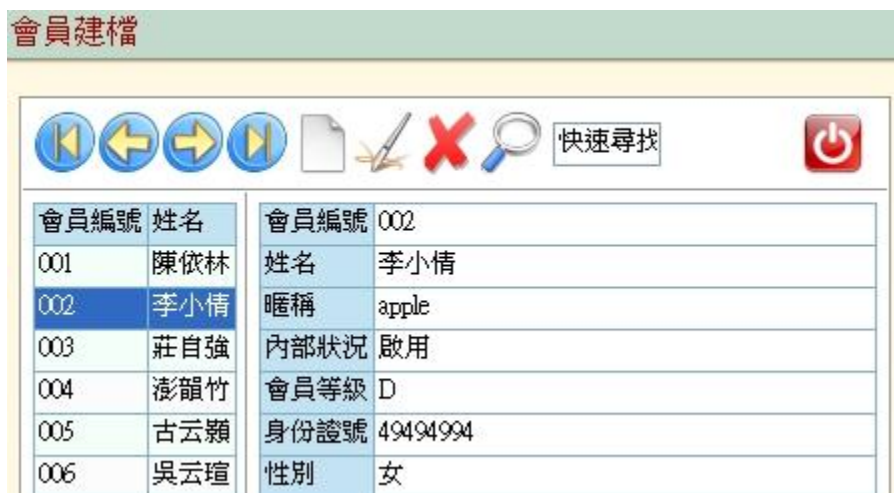 會員建檔
快速尋找
會員編號 姓名
001 陳依林
002 李小倩
003 莊自強
004 澎韻竹
005 古云顥
006 吳云瑄
會員編號 002
姓名 李小倩
暱稱 apple
內部狀況 啟用
會員等級 D
身份證號 49494994
性別 女